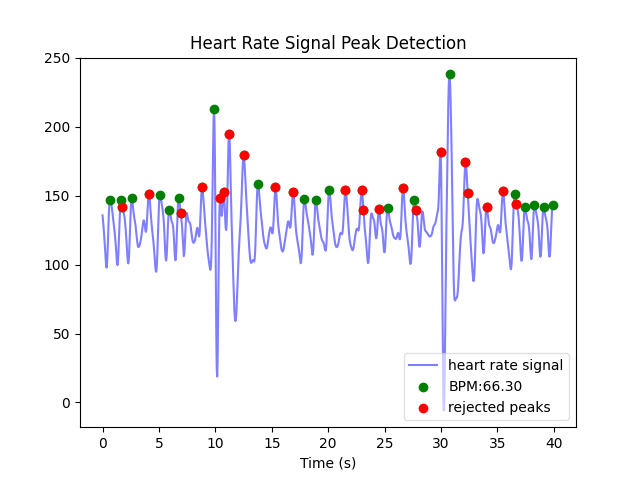 Heart Rate Signal Peak Detection
250
200
150
100
50
0
0 5 10 15 20 25 30 35 40
Time (s)
heart rate signal
BPM:66.30
rejected peaks